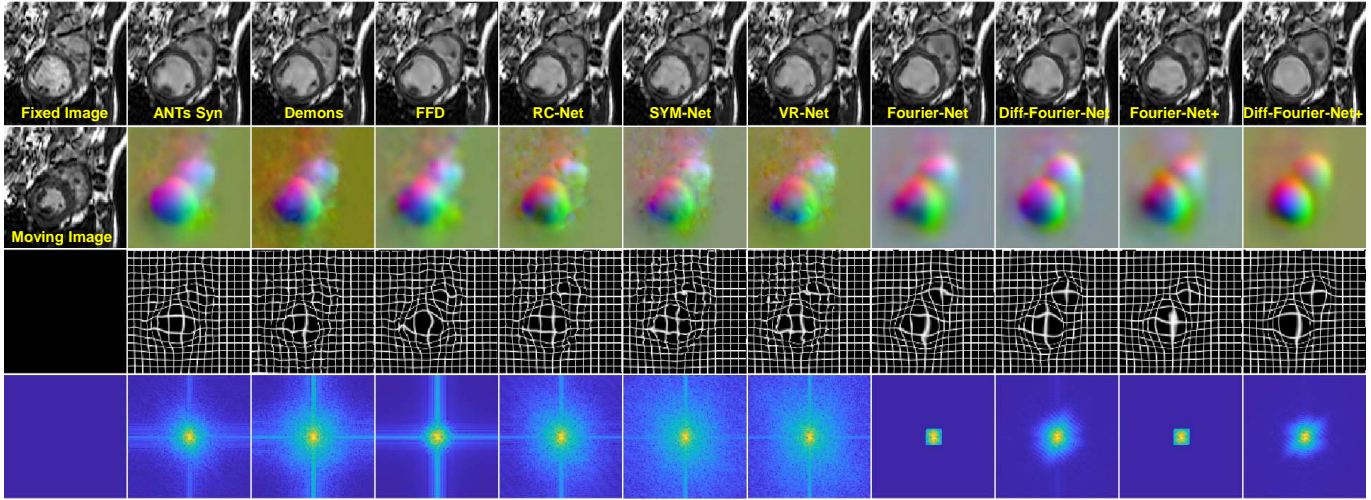 Fixed Image
ANTs Syn
Demons
FFD
RC-Net
SYM-Net
VR-Net
Fourier-Net
Diff-Fourier-Net
Fourier-Net+
Diff-Fourier-Net+
Moving Image